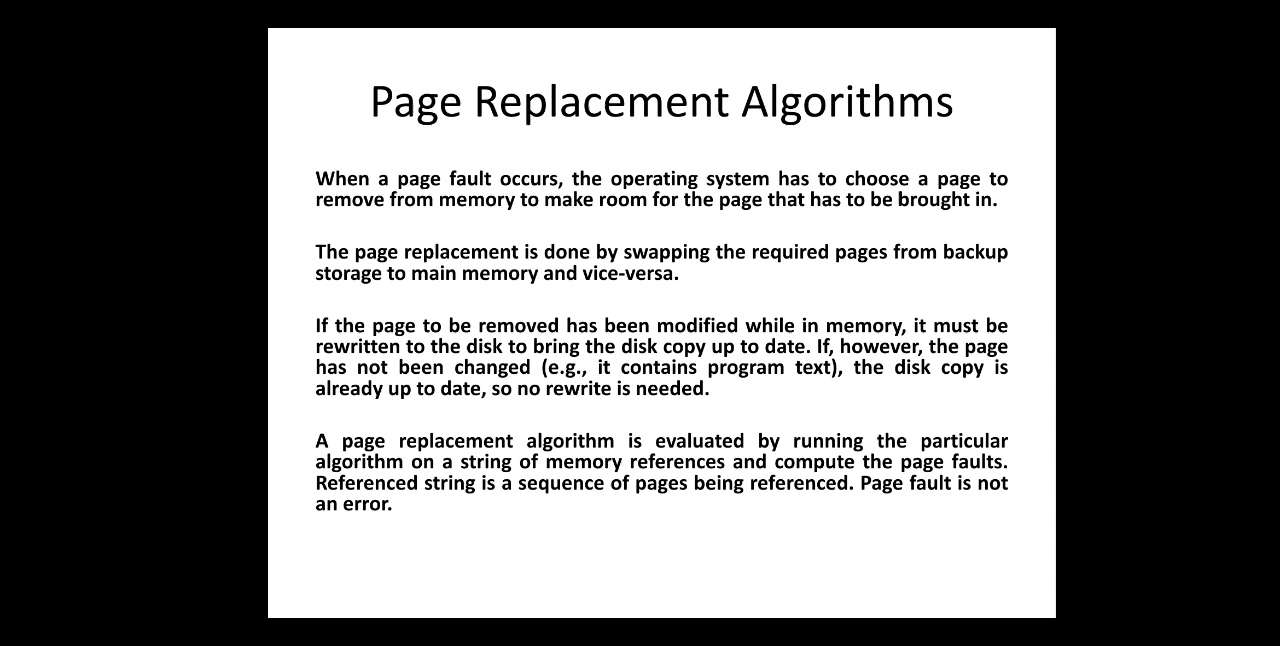 Page Replacement Algorithms
When a page fault occurs, the operating system has to choose a page to
remove from memory to make room for the page that has to be brought in.
The page replacement is done by swapping the required pages from backup
storage to main memory and vice-versa.
If the page to be removed has been modified while in memory, it must be
rewritten to the disk to bring the disk copy up to date. If, however, the page
has not been changed (e.g., it contains program text), the disk copy is
already up to date, so no rewrite is needed.
A page replacement algorithm is evaluated by running the particular
algorithm on a string of memory references and compute the page faults.
Referenced string is a sequence of pages being referenced. Page fault is not
an error.